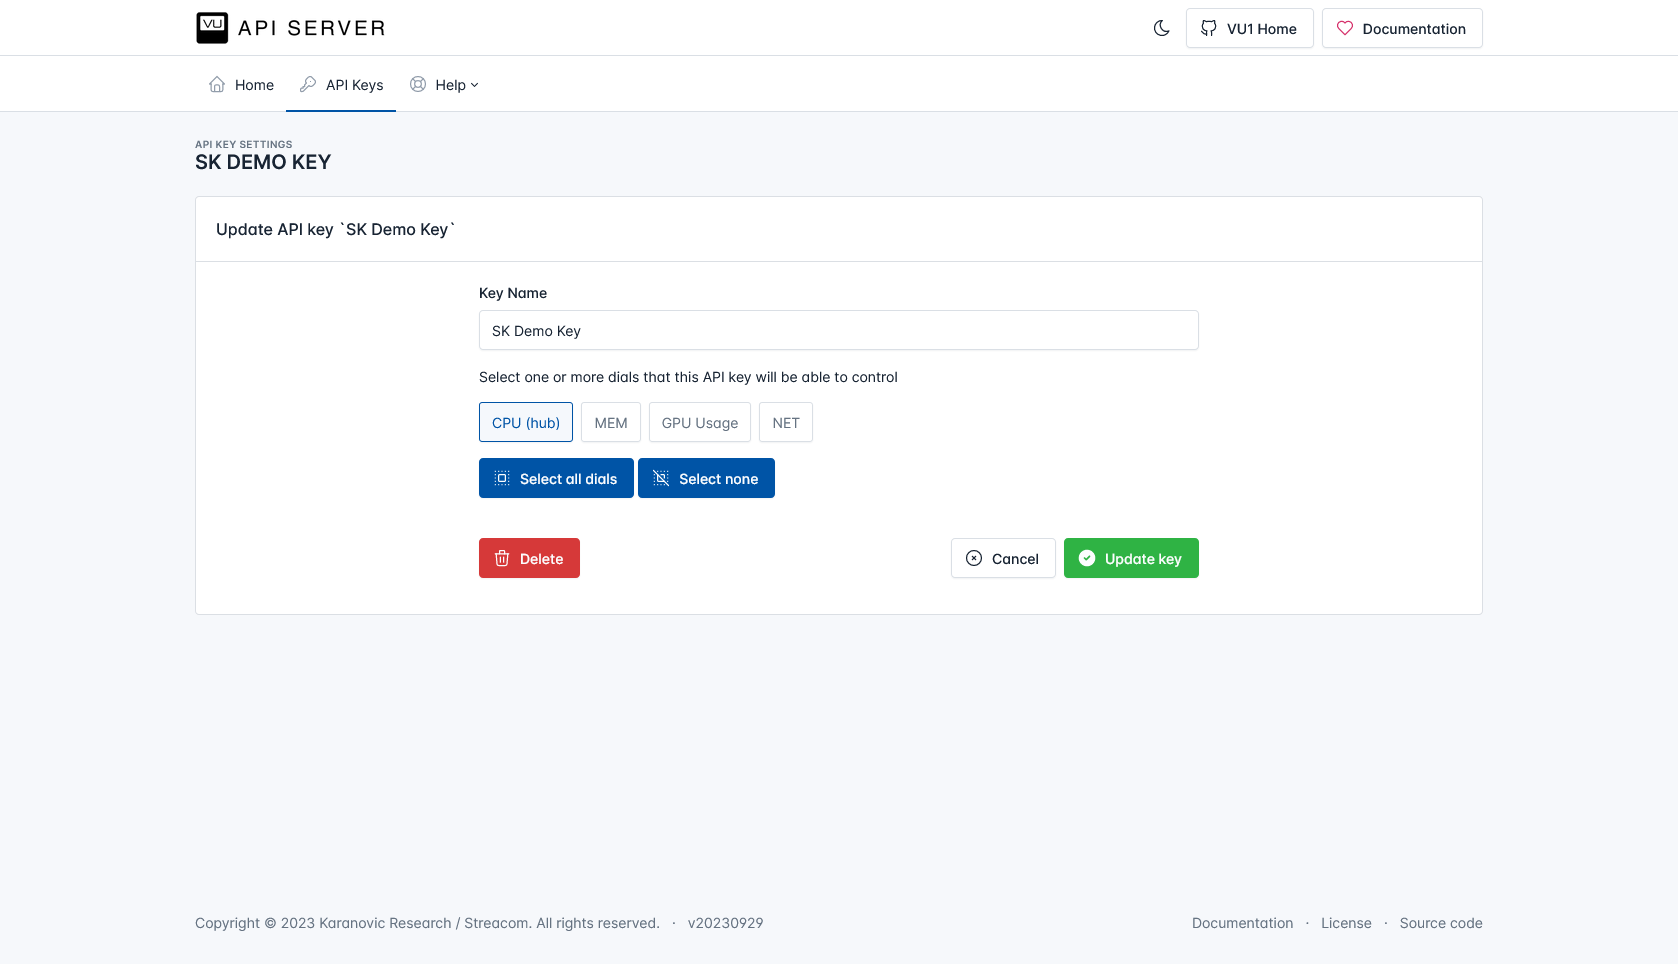 VU API SERVER
VU1 Home
Documentation
Home
API Keys
Help
API KEY SETTINGS
SK DEMO KEY
Update API key `SK Demo Key`
Key Name
SK Demo Key
Select one or more dials that this API key will be able to control
CPU (hub)
MEM
GPU Usage
NET
Select all dials
Select none
Delete
Cancel
Update key
Copyright © 2023 Karanovic Research / Streacom. All rights reserved. · v20230929
Documentation · License · Source code